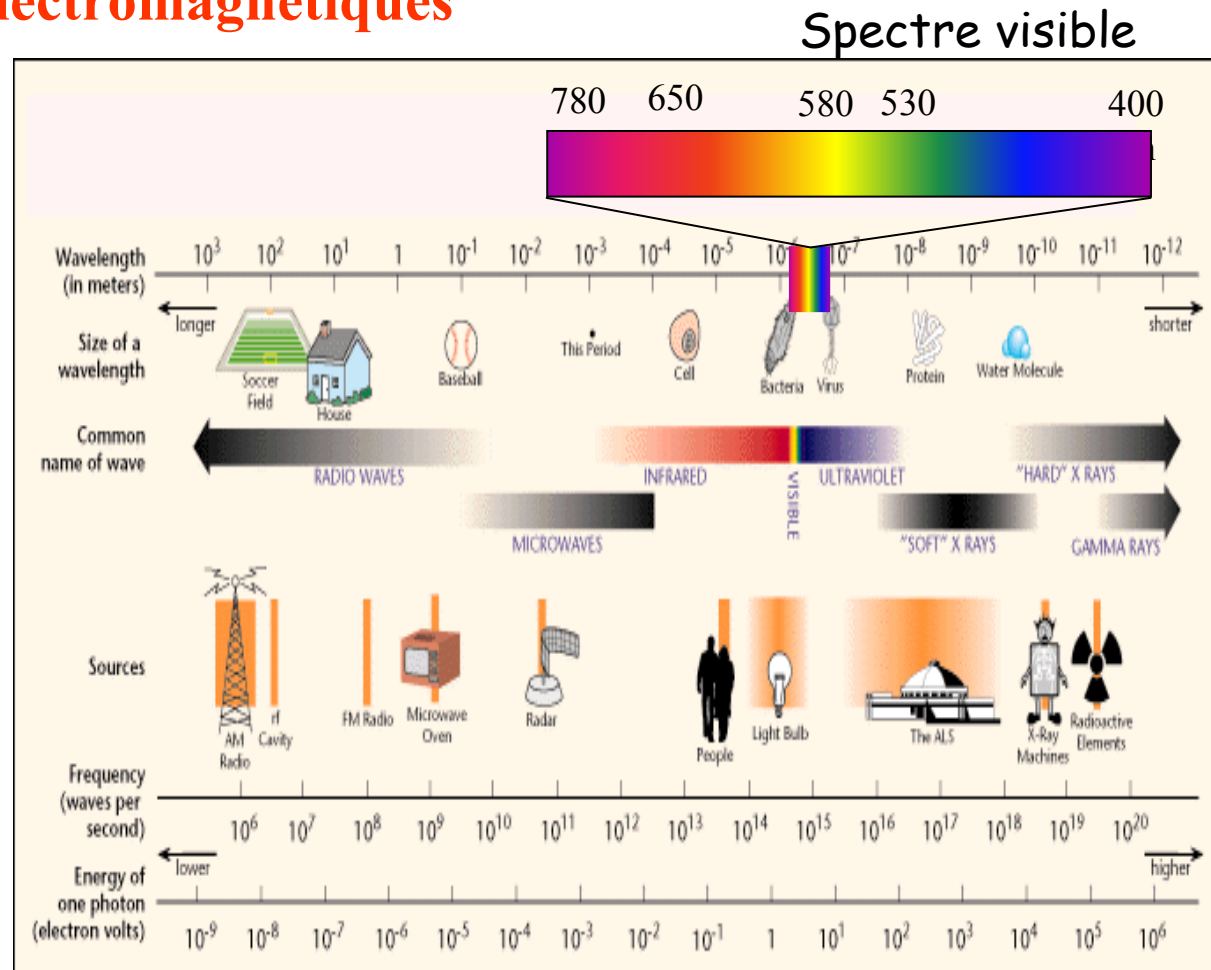 lectromagnétiques
Spectre visible
780 650 580 530 400
Wavelength
(in meters)
10³ 10² 10¹ 1 10⁻¹ 10⁻² 10⁻³ 10⁻⁴ 10⁻⁵ 10⁻⁶ 10⁻⁷ 10⁻⁸ 10⁻⁹ 10⁻¹⁰ 10⁻¹¹ 10⁻¹²
longer
shorter
Size of a
wavelength
Soccer
Field
House
Baseball
This Period
Cell
Bacteria
Virus
Protein
Water Molecule
Common
name of wave
RADIO WAVES
INFRARED
VISIBLE
ULTRAVIOLET
"HARD" X RAYS
MICROWAVES
"SOFT" X RAYS
GAMMA RAYS
Sources
AM
Radio
rf
Cavity
FM Radio
Microwave
Oven
Radar
People
Light Bulb
The ALS
X-Ray
Machines
Radioactive
Elements
Frequency
(waves per
second)
10⁶ 10⁷ 10⁸ 10⁹ 10¹⁰ 10¹¹ 10¹² 10¹³ 10¹⁴ 10¹⁵ 10¹⁶ 10¹⁷ 10¹⁸ 10¹⁹ 10²⁰
lower
higher
Energy of
one photon
(electron volts)
10⁻⁹ 10⁻⁸ 10⁻⁷ 10⁻⁶ 10⁻⁵ 10⁻⁴ 10⁻³ 10⁻² 10⁻¹ 1 10¹ 10² 10³ 10⁴ 10⁵ 10⁶